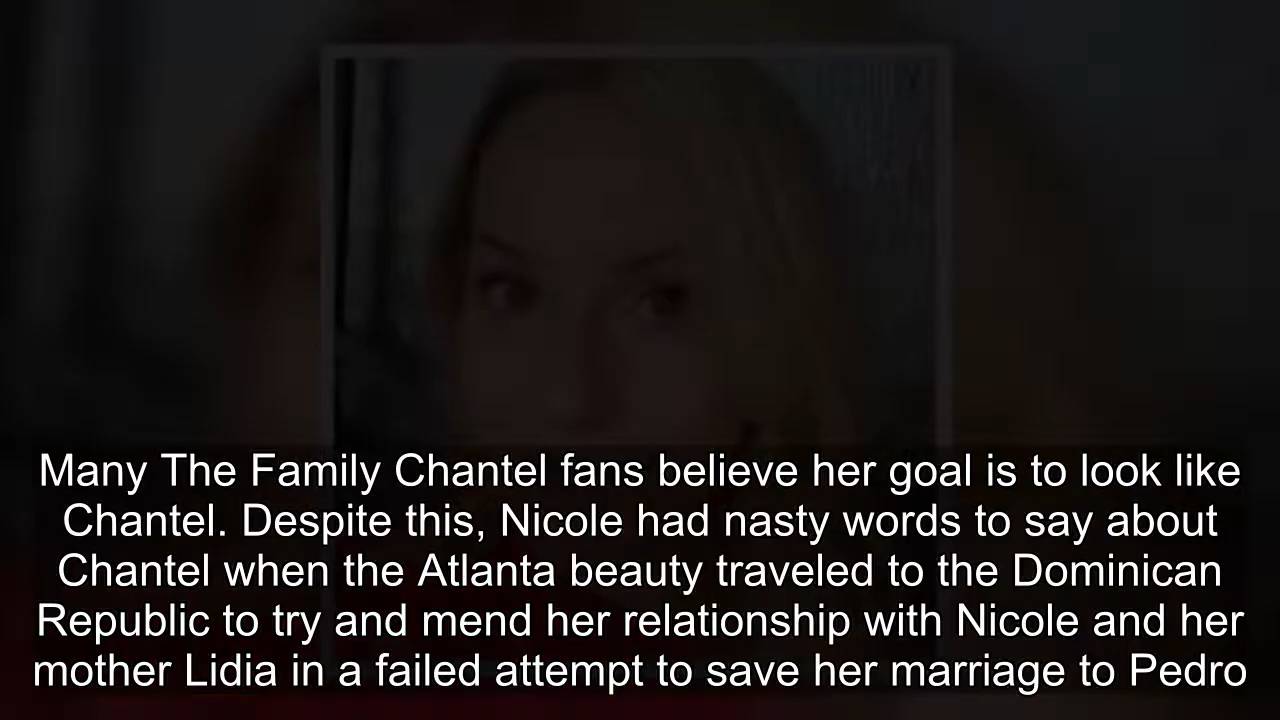 Many The Family Chantel fans believe her goal is to look like
Chantel. Despite this, Nicole had nasty words to say about
Chantel when the Atlanta beauty traveled to the Dominican
Republic to try and mend her relationship with Nicole and her
mother Lidia in a failed attempt to save her marriage to Pedro